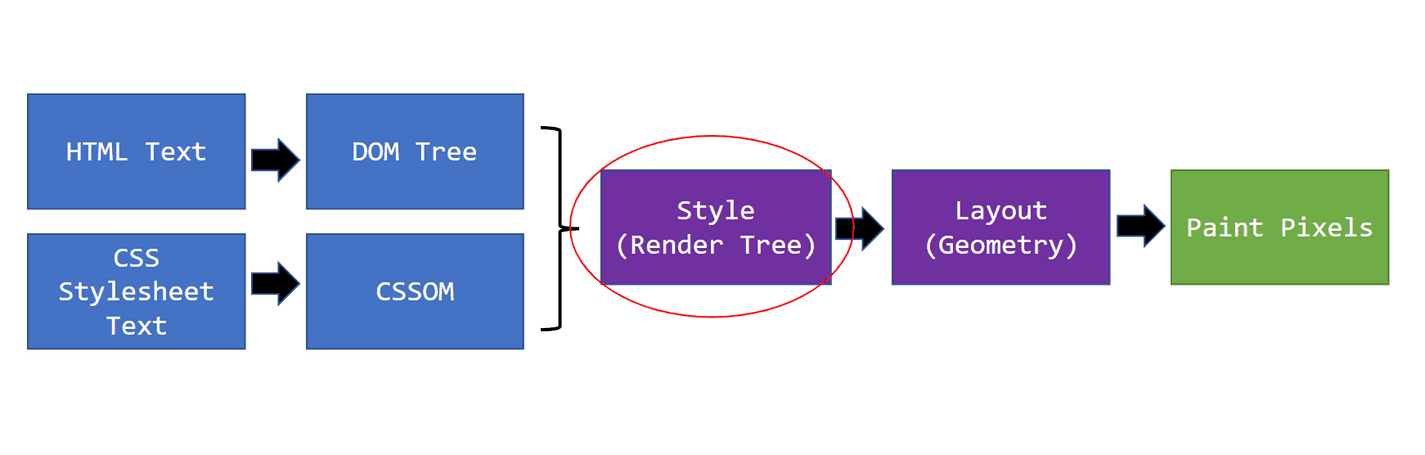 HTML Text
DOM Tree
CSS
Stylesheet
Text
CSSOM
Style
(Render Tree)
Layout
(Geometry)
Paint Pixels